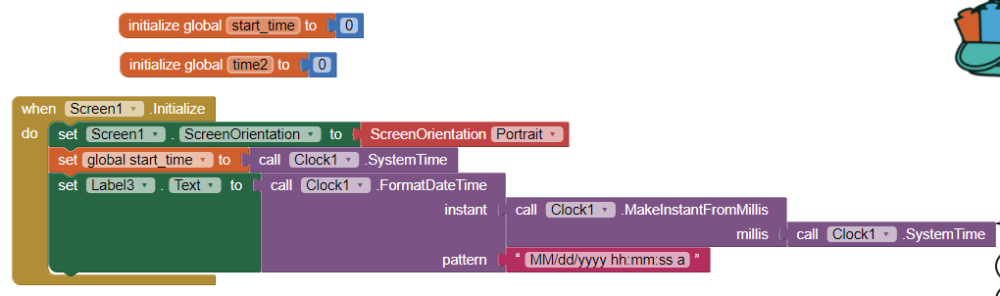 initialize global start_time to 0
initialize global time2 to 0
when Screen1 .Initialize
do set Screen1 . ScreenOrientation to ScreenOrientation Portrait
set global start_time to call Clock1 .SystemTime
set Label3 . Text to call Clock1 .FormatDateTime
instant call Clock1 .MakeInstantFromMillis
millis call Clock1 .SystemTime
pattern “ MM/dd/yyyy hh:mm:ss a ”